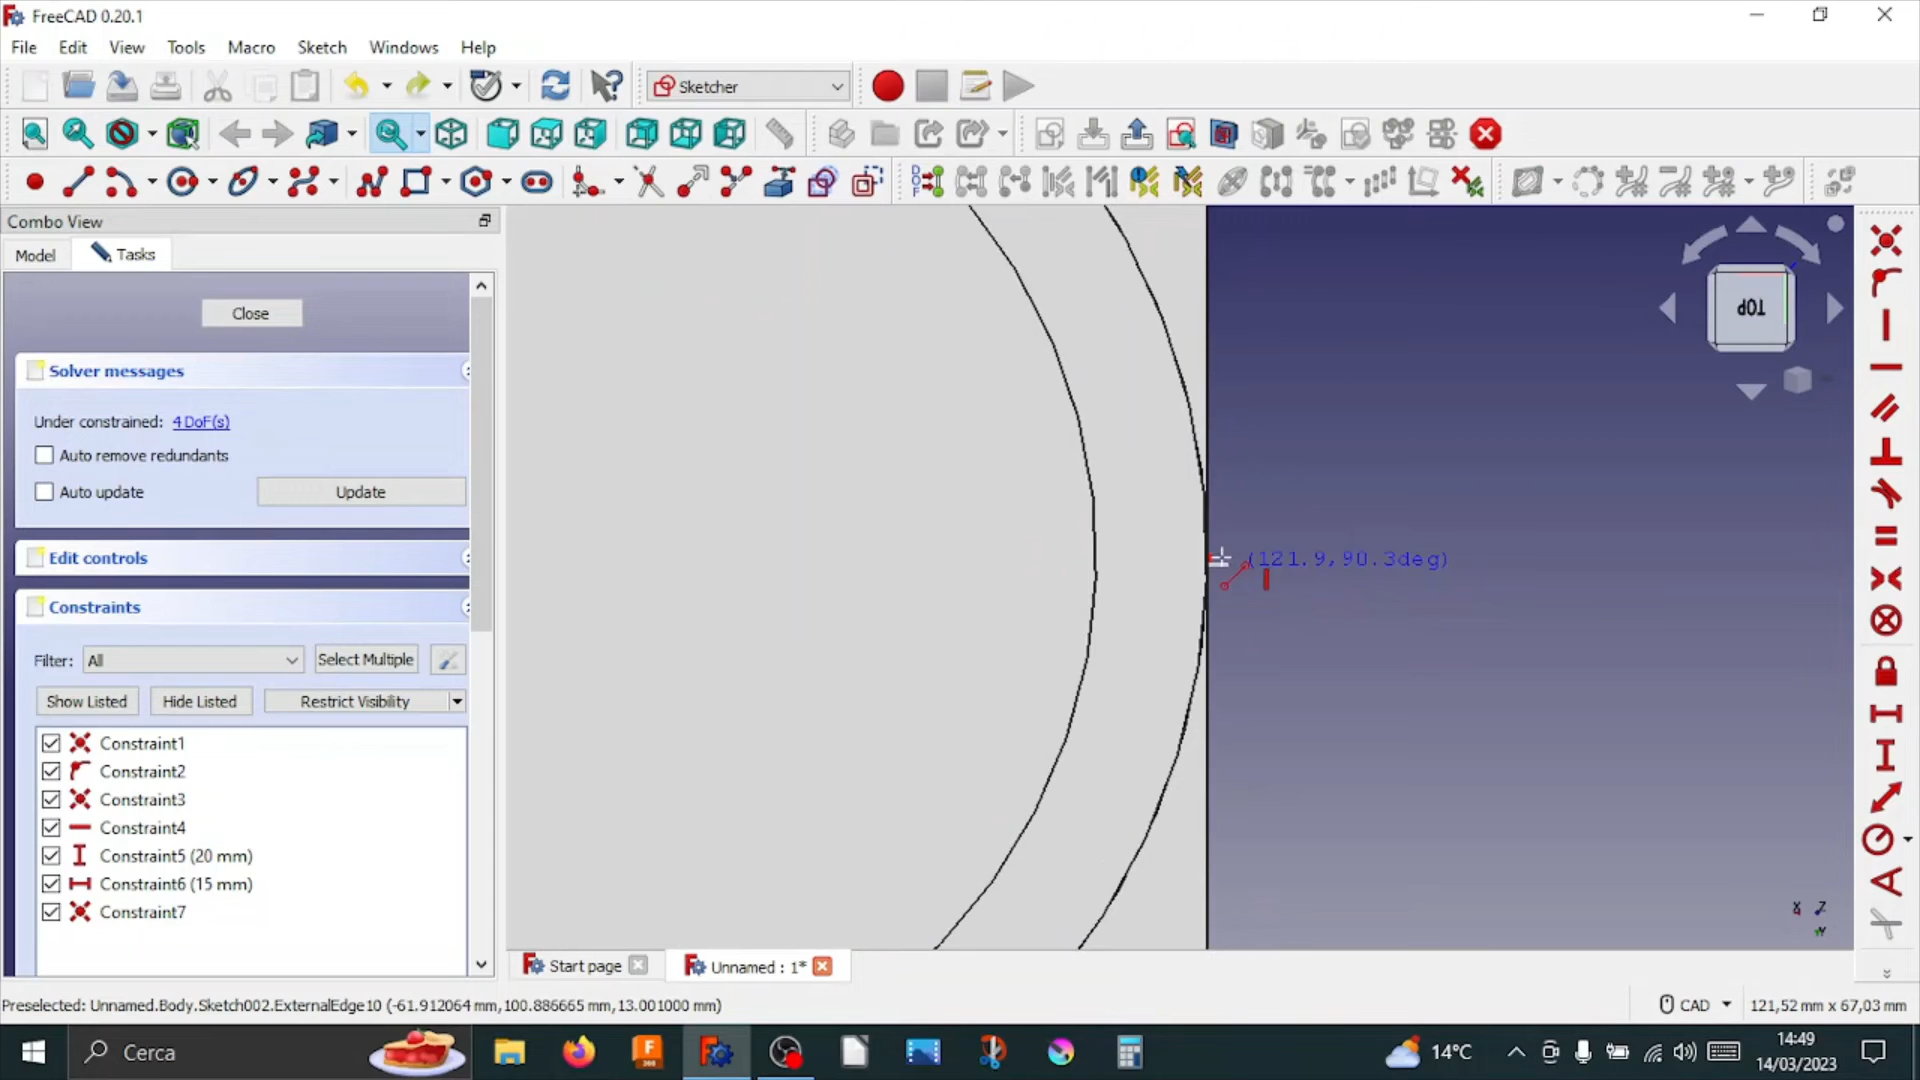 FreeCAD 0.20.1
File Edit View Tools Macro Sketch Windows Help
Sketcher
Combo View
Model Tasks
Close
Solver messages
Under constrained: 4 DoF(s)
Auto remove redundants
Auto update Update
Edit controls
Constraints
Filter: All Select Multiple
Show Listed Hide Listed Restrict Visibility
Constraint1
Constraint2
Constraint3
Constraint4
Constraint5 (20 mm)
Constraint6 (15 mm)
Constraint7
(121.9,90.3deg)
TOP
X Z
Y
Start page Unnamed : 1*
Preselected: Unnamed.Body.Sketch002.ExternalEdge10 (-61.912064 mm,100.886665 mm,13.001000 mm)
CAD 121,52 mm x 67,03 mm
Cerca
14°C
14:49
14/03/2023